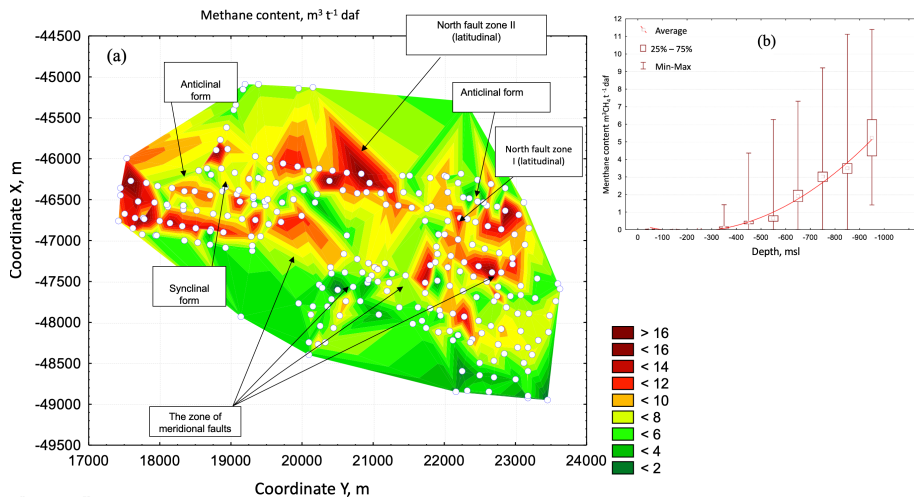 Methane content, m³ t⁻¹ daf
(a)
North fault zone II
(latitudinal)
Anticlinal
form
Anticlinal form
North fault zone
I (latitudinal)
Synclinal
form
The zone of
meridional faults
Coordinate X, m
-44500
-45000
-45500
-46000
-46500
-47000
-47500
-48000
-48500
-49000
-49500
17000 18000 19000 20000 21000 22000 23000 24000
Coordinate Y, m
> 16
< 16
< 14
< 12
< 10
< 8
< 6
< 4
< 2
(b)
Average
25% – 75%
Min-Max
Menthane content m³CH₄ t⁻¹ daf
12
11
10
9
8
7
6
5
4
3
2
1
0
0 -100 -200 -300 -400 -500 -600 -700 -800 -900 -1000
Depth, msl